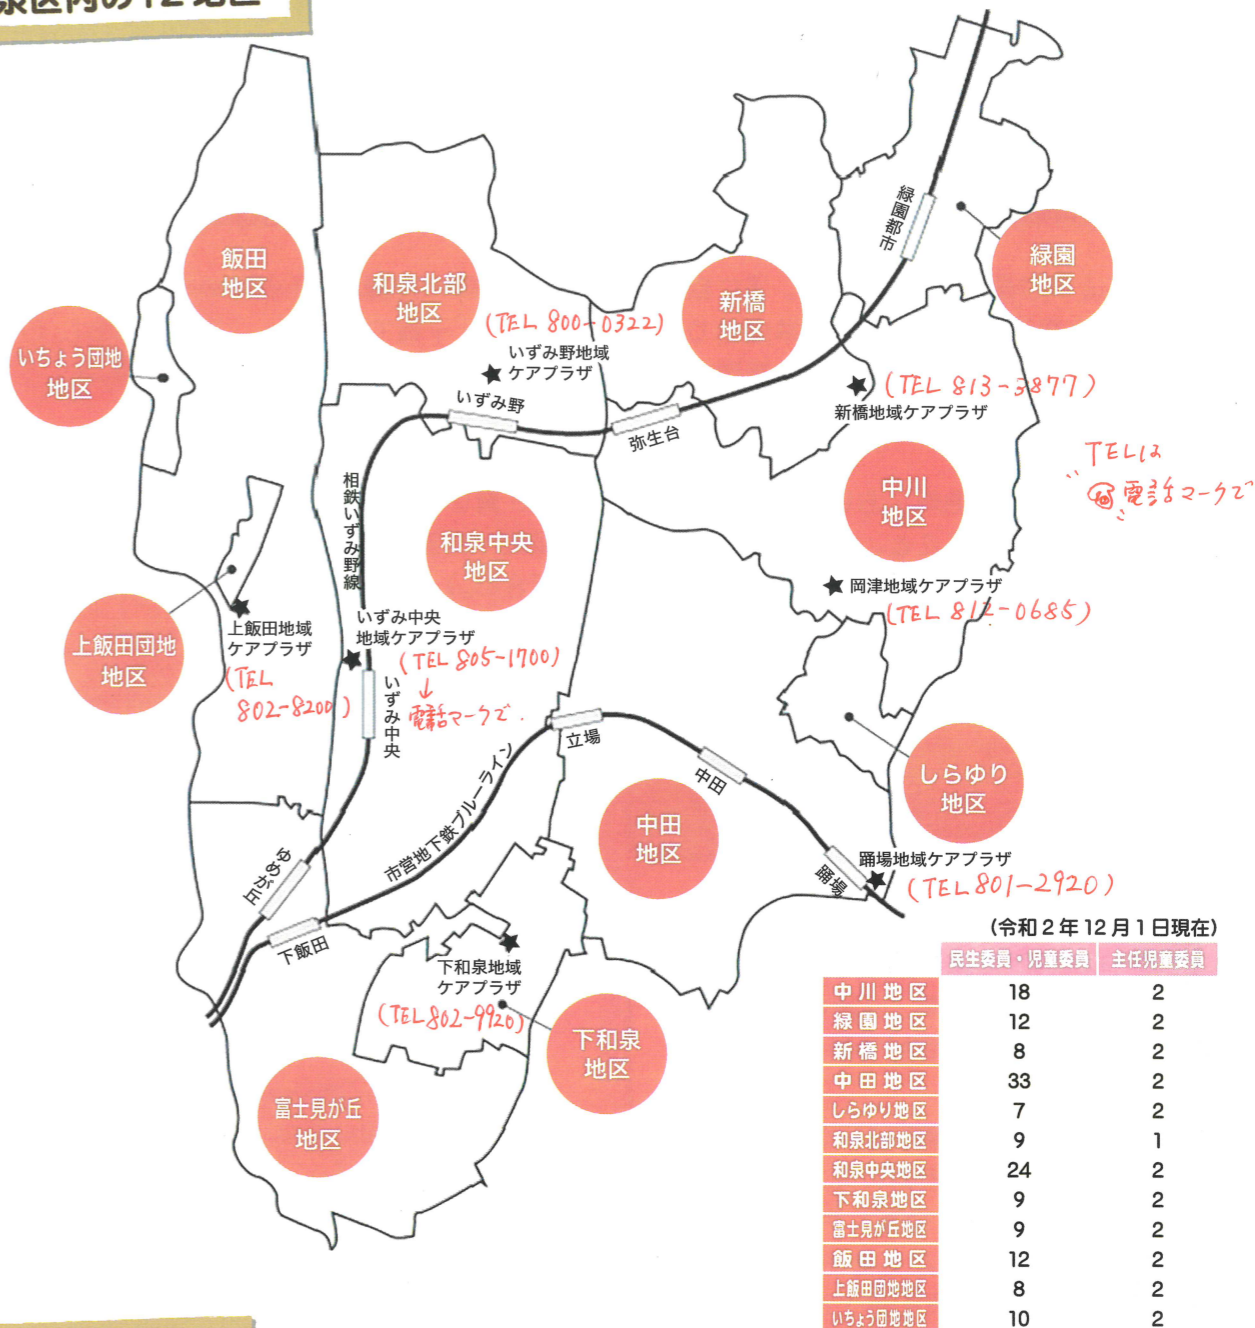 泉区内の12地区
緑園都市
飯田
地区
和泉北部
地区
新橋
地区
緑園
地区
いちょう団地
地区
(TEL 800-0322)
いずみ野地域
ケアプラザ
いずみ野
弥生台
(TEL 813-3877)
新橋地域ケアプラザ
TELは
"電話マークで"
相鉄いずみ野線
和泉中央
地区
中川
地区
岡津地域ケアプラザ
(TEL 812-0685)
上飯田団地
地区
上飯田地域
ケアプラザ
(TEL
802-8200)
いずみ中央
地域ケアプラザ
(TEL 805-1700)
↓
電話マークで.
いずみ中央
立場
中田
しらゆり
地区
市営地下鉄ブルーライン
中田
地区
踊場地域ケアプラザ
(TEL 801-2920)
踊場
ゆめが丘
下飯田
下和泉地域
ケアプラザ
(TEL 802-9920)
下和泉
地区
富士見が丘
地区
(令和2年12月1日現在)
民生委員・児童委員 主任児童委員
中川地区 18 2
緑園地区 12 2
新橋地区 8 2
中田地区 33 2
しらゆり地区 7 2
和泉北部地区 9 1
和泉中央地区 24 2
下和泉地区 9 2
富士見が丘地区 9 2
飯田地区 12 2
上飯田団地地区 8 2
いちょう団地地区 10 2